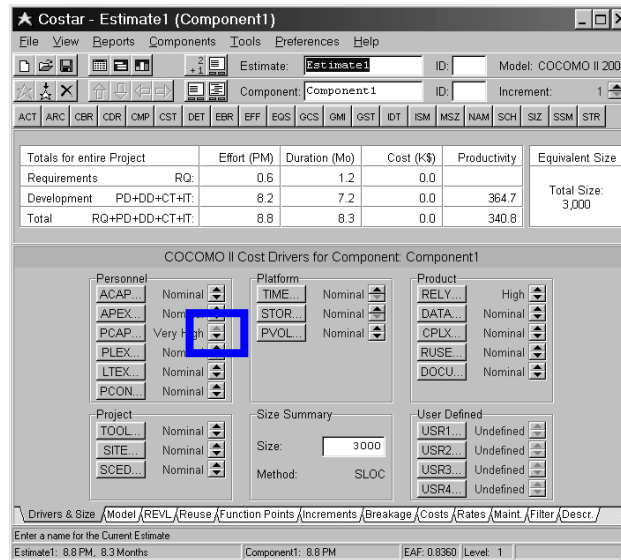 Costar - Estimate1 (Component1)
File View Reports Components Tools Preferences Help
Estimate: Estimate1 ID: Model: COCOMO II 200
Component: Component1 ID: Increment: 1
ACT ARC CBR CDR CMP CST DET EBR EFF EQS GCS GMI GST IDT ISM MSZ NAM SCH SIZ SSM STR
Totals for entire Project Effort (PM) Duration (Mo) Cost (K$) Productivity Equivalent Size
Requirements RQ: 0.6 1.2 0.0
Development PD+DD+CT+IT: 8.2 7.2 0.0 364.7 Total Size:
3,000
Total RQ+PD+DD+CT+IT: 8.8 8.3 0.0 340.8
COCOMO II Cost Drivers for Component: Component1
Personnel Platform Product
ACAP... Nominal TIME... Nominal RELY... High
APEX... STOR... Nominal DATA... Nominal
PCAP... Very High PVOL... Nominal CPLX... Nominal
PLEX... RUSE... Nominal
LTEX... Nominal DOCU... Nominal
PCON... Nominal
Project Size Summary User Defined
TOOL... Nominal USR1... Undefined
SITE... Nominal Size: 3000 USR2... Undefined
SCED... Nominal Method: SLOC USR3... Undefined
USR4... Undefined
Drivers & Size Model REVL Reuse Function Points Increments Breakage Costs Rates Maint. Filter Descr.
Enter a name for the Current Estimate
Estimate1: 8.8 PM, 8.3 Months Component1: 8.8 PM EAF: 0.8360 Level: 1